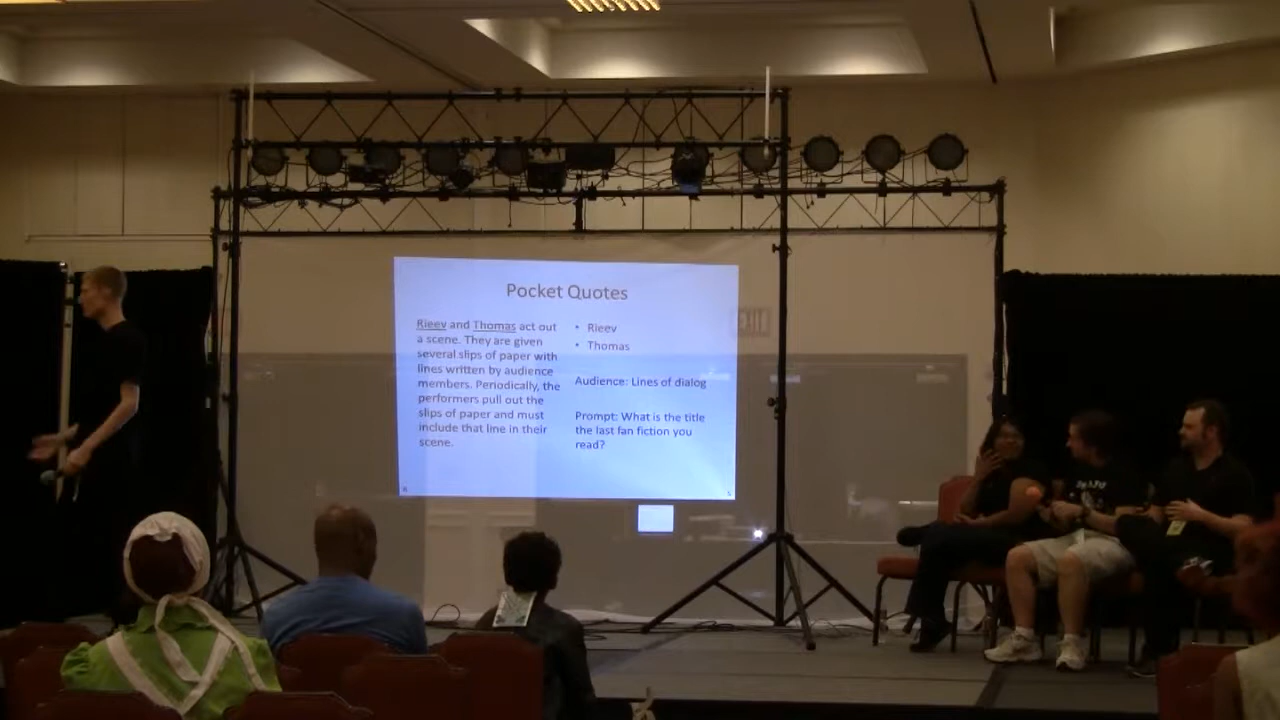 Pocket Quotes
Rieev and Thomas act out
a scene. They are given
several slips of paper with
lines written by audience
members. Periodically, the
performers pull out the
slips of paper and must
include that line in their
scene.
• Rieev
• Thomas
Audience: Lines of dialog
Prompt: What is the title
the last fan fiction you
read?
EXIT